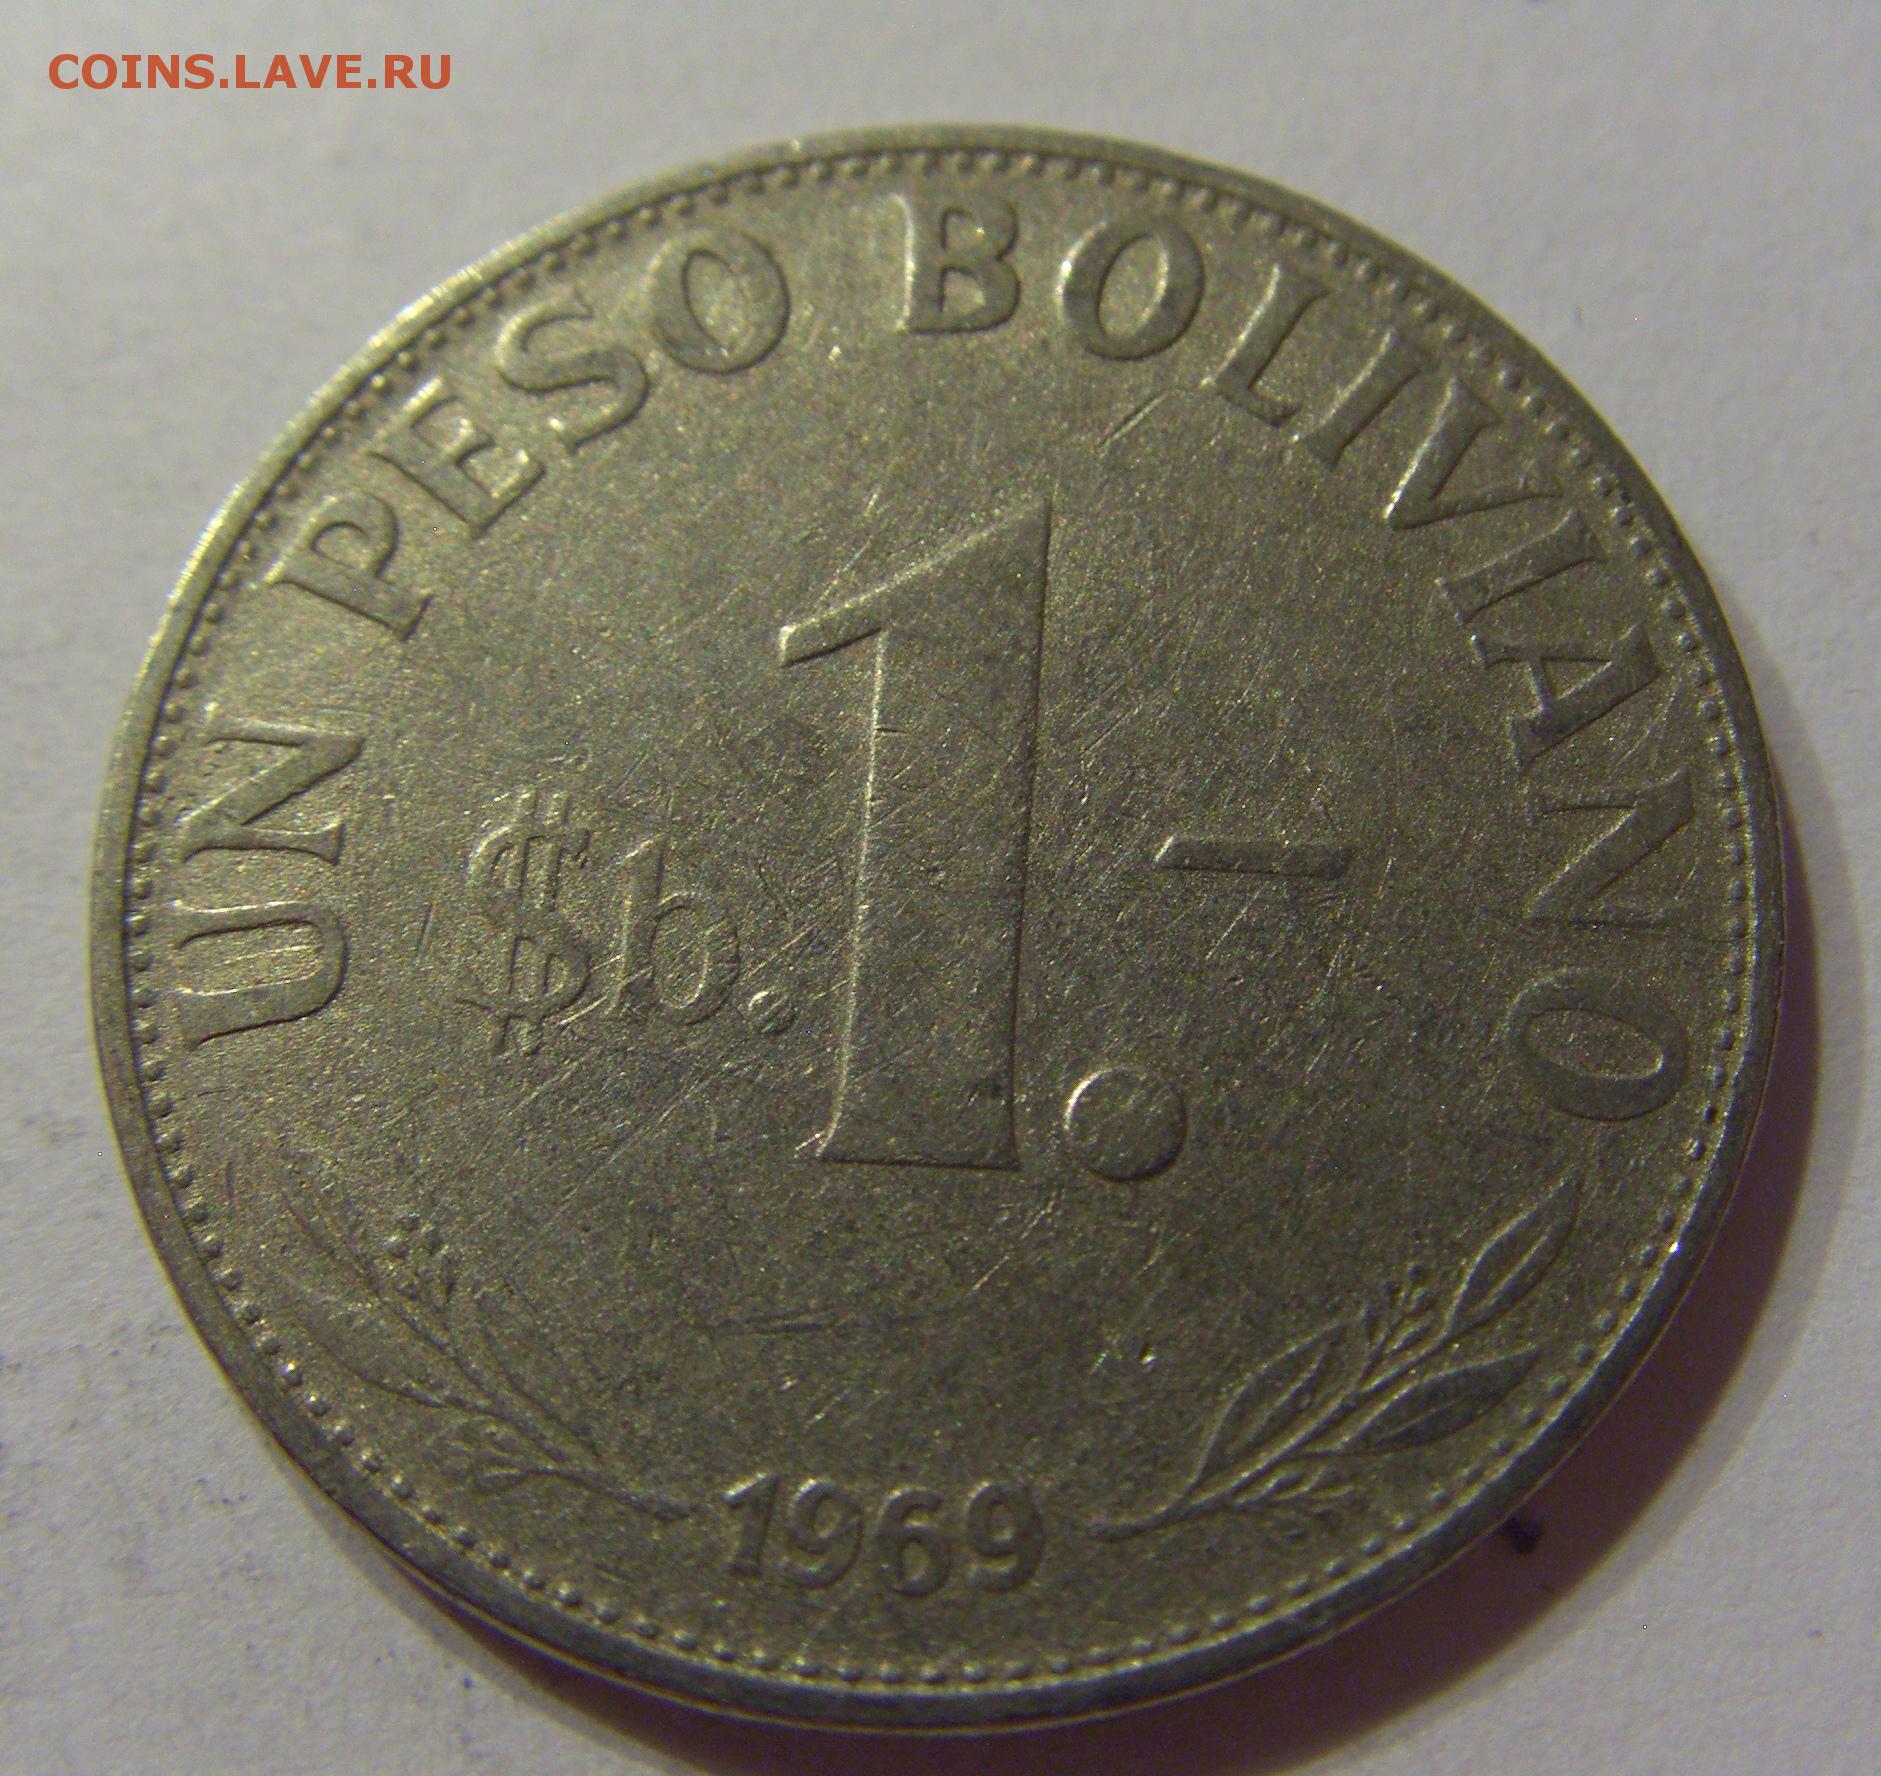 COINS.LAVE.RU
UN PESO BOLIVIANO
$b. 1.-
1969